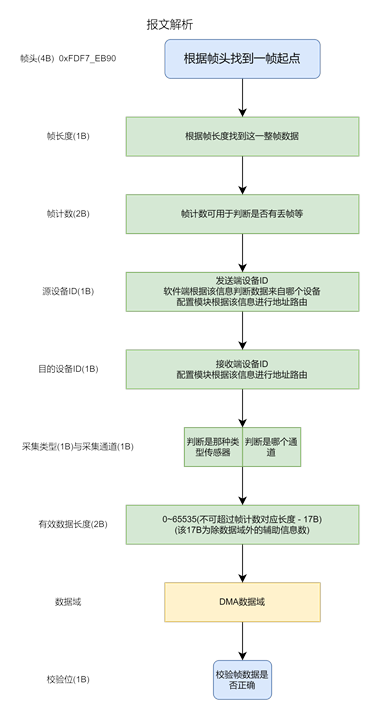 报文解析
帧头(4B) 0xFDF7_EB90
根据帧头找到一帧起点
帧长度(1B)
根据帧长度找到这一整帧数据
帧计数(2B)
帧计数可用于判断是否有丢帧等
源设备ID(1B)
发送端设备ID
软件端根据该信息判断数据来自哪个设备
配置模块根据该信息进行地址路由
目的设备ID(1B)
接收端设备ID
配置模块根据该信息进行地址路由
采集类型(1B)与采集通道(1B)
判断是那种类
型传感器
判断是哪个通
道
有效数据长度(2B)
0~65535(不可超过帧计数对应长度 - 17B)
(该17B为除数据域外的辅助信息数)
数据域
DMA数据域
校验位(1B)
校验帧数据是
否正确